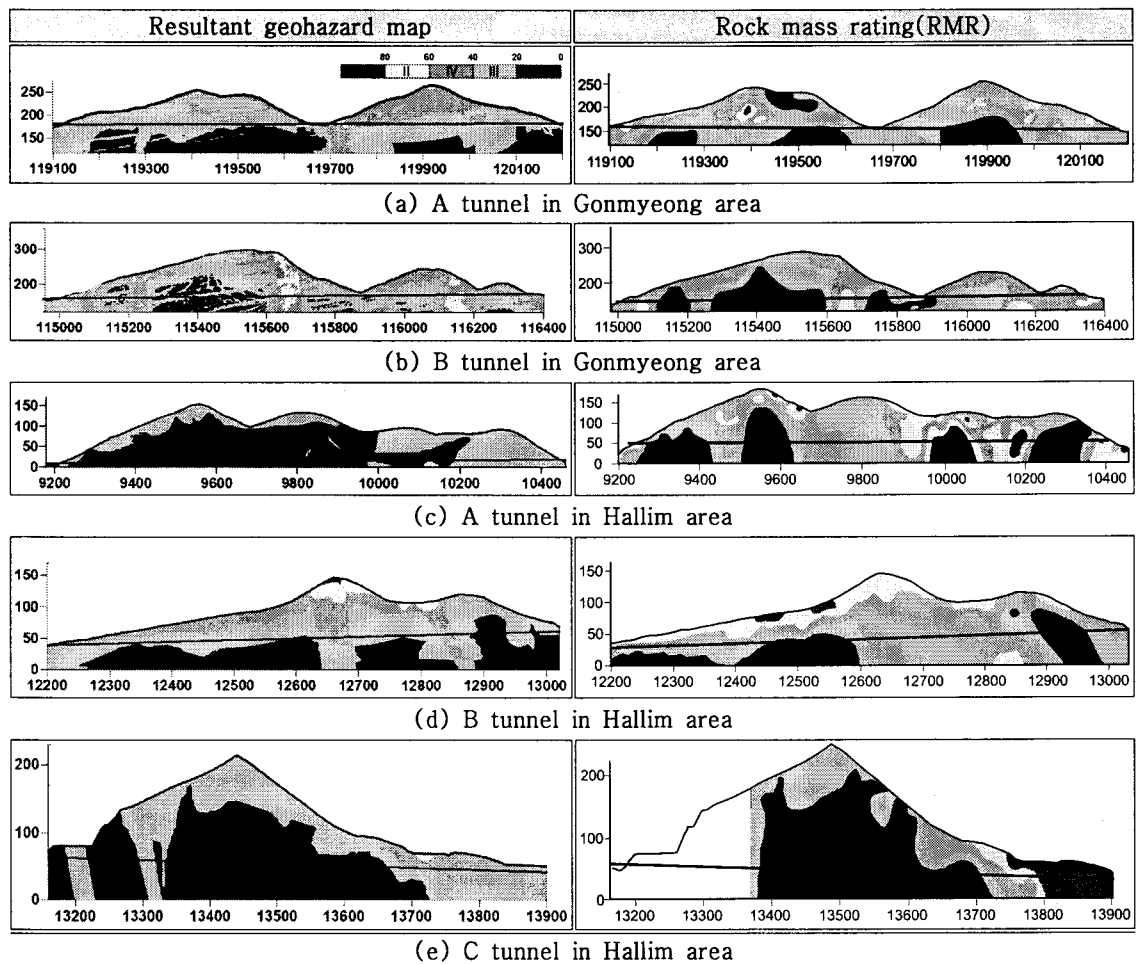 Resultant geohazard map
Rock mass rating(RMR)
80 60 40 20 0
II IV III
250
200
150
119100 119300 119500 119700 119900 120100
250
200
150
119100 119300 119500 119700 119900 120100
(a) A tunnel in Gonmyeong area
300
200
115000 115200 115400 115600 115800 116000 116200 116400
300
200
115000 115200 115400 115600 115800 116000 116200 116400
(b) B tunnel in Gonmyeong area
150
100
50
0
9200 9400 9600 9800 10000 10200 10400
150
100
50
0
9200 9400 9600 9800 10000 10200 10400
(c) A tunnel in Hallim area
150
100
50
0
12200 12300 12400 12500 12600 12700 12800 12900 13000
150
100
50
0
12200 12300 12400 12500 12600 12700 12800 12900 13000
(d) B tunnel in Hallim area
200
100
0
13200 13300 13400 13500 13600 13700 13800 13900
200
100
0
13200 13300 13400 13500 13600 13700 13800 13900
(e) C tunnel in Hallim area